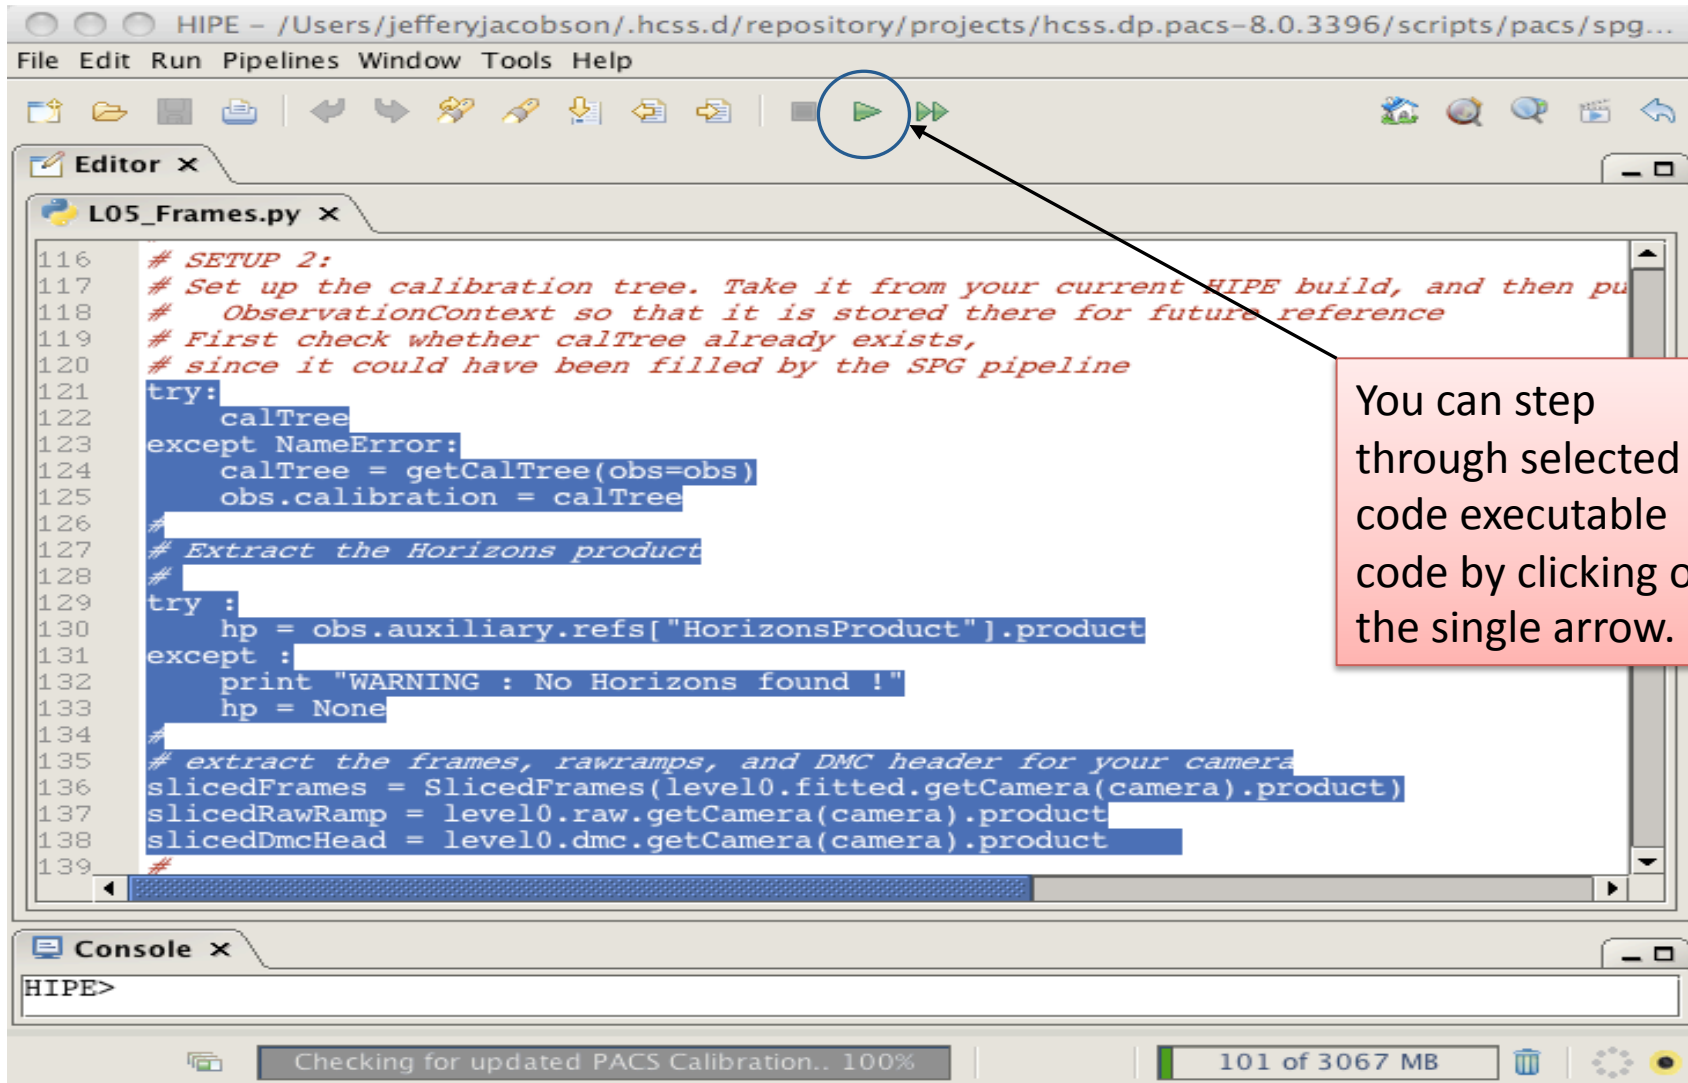 HIPE - /Users/jefferyjacobson/.hcss.d/repository/projects/hcss.dp.pacs-8.0.3396/scripts/pacs/spg...
File Edit Run Pipelines Window Tools Help
Editor ×
L05_Frames.py ×
116 # SETUP 2:
117 # Set up the calibration tree. Take it from your current HIPE build, and then pu
118 #   ObservationContext so that it is stored there for future reference
119 # First check whether calTree already exists,
120 # since it could have been filled by the SPG pipeline
121 try:
122     calTree
123 except NameError:
124     calTree = getCalTree(obs=obs)
125     obs.calibration = calTree
126 #
127 # Extract the Horizons product
128 #
129 try :
130     hp = obs.auxiliary.refs["HorizonsProduct"].product
131 except :
132     print "WARNING : No Horizons found !"
133     hp = None
134 #
135 # extract the frames, rawramps, and DMC header for your camera
136 slicedFrames = SlicedFrames(level0.fitted.getCamera(camera).product)
137 slicedRawRamp = level0.raw.getCamera(camera).product
138 slicedDmcHead = level0.dmc.getCamera(camera).product
139 #
You can step
through selected
code executable
code by clicking o
the single arrow.
Console ×
HIPE>
Checking for updated PACS Calibration.. 100%
101 of 3067 MB